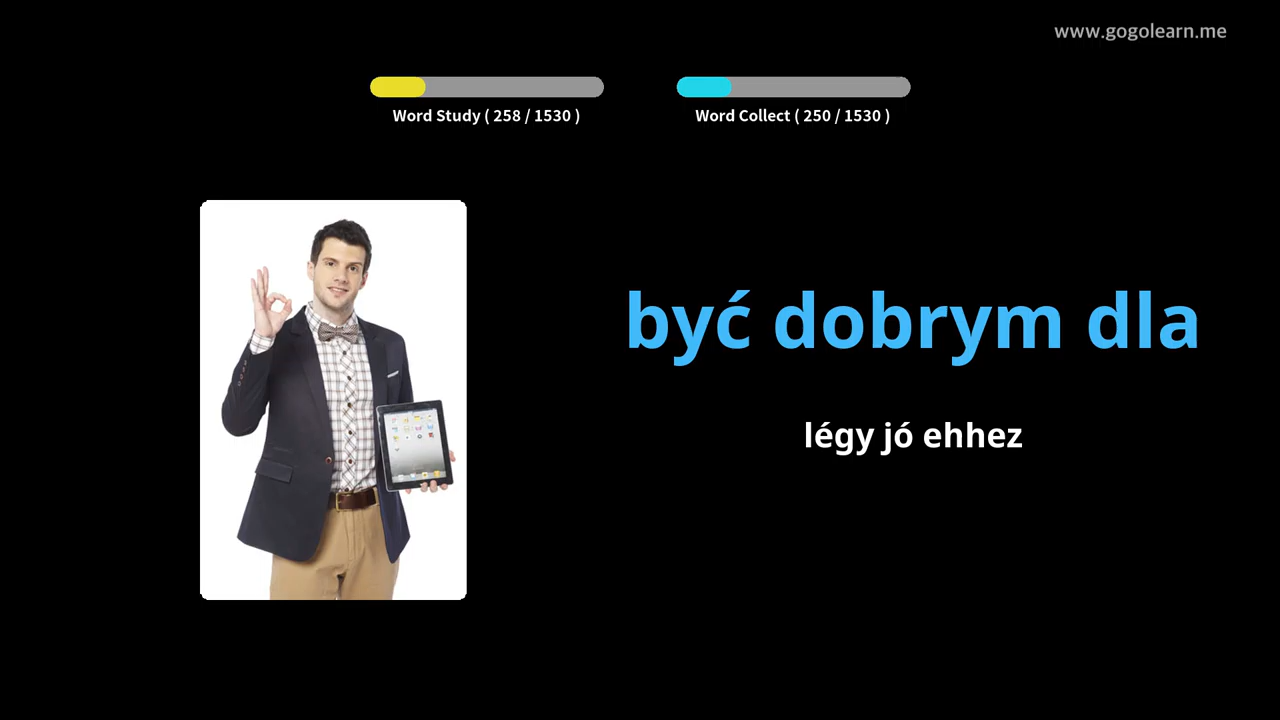 www.gogolearn.me
Word Study ( 258 / 1530 )
Word Collect ( 250 / 1530 )
być dobrym dla
légy jó ehhez